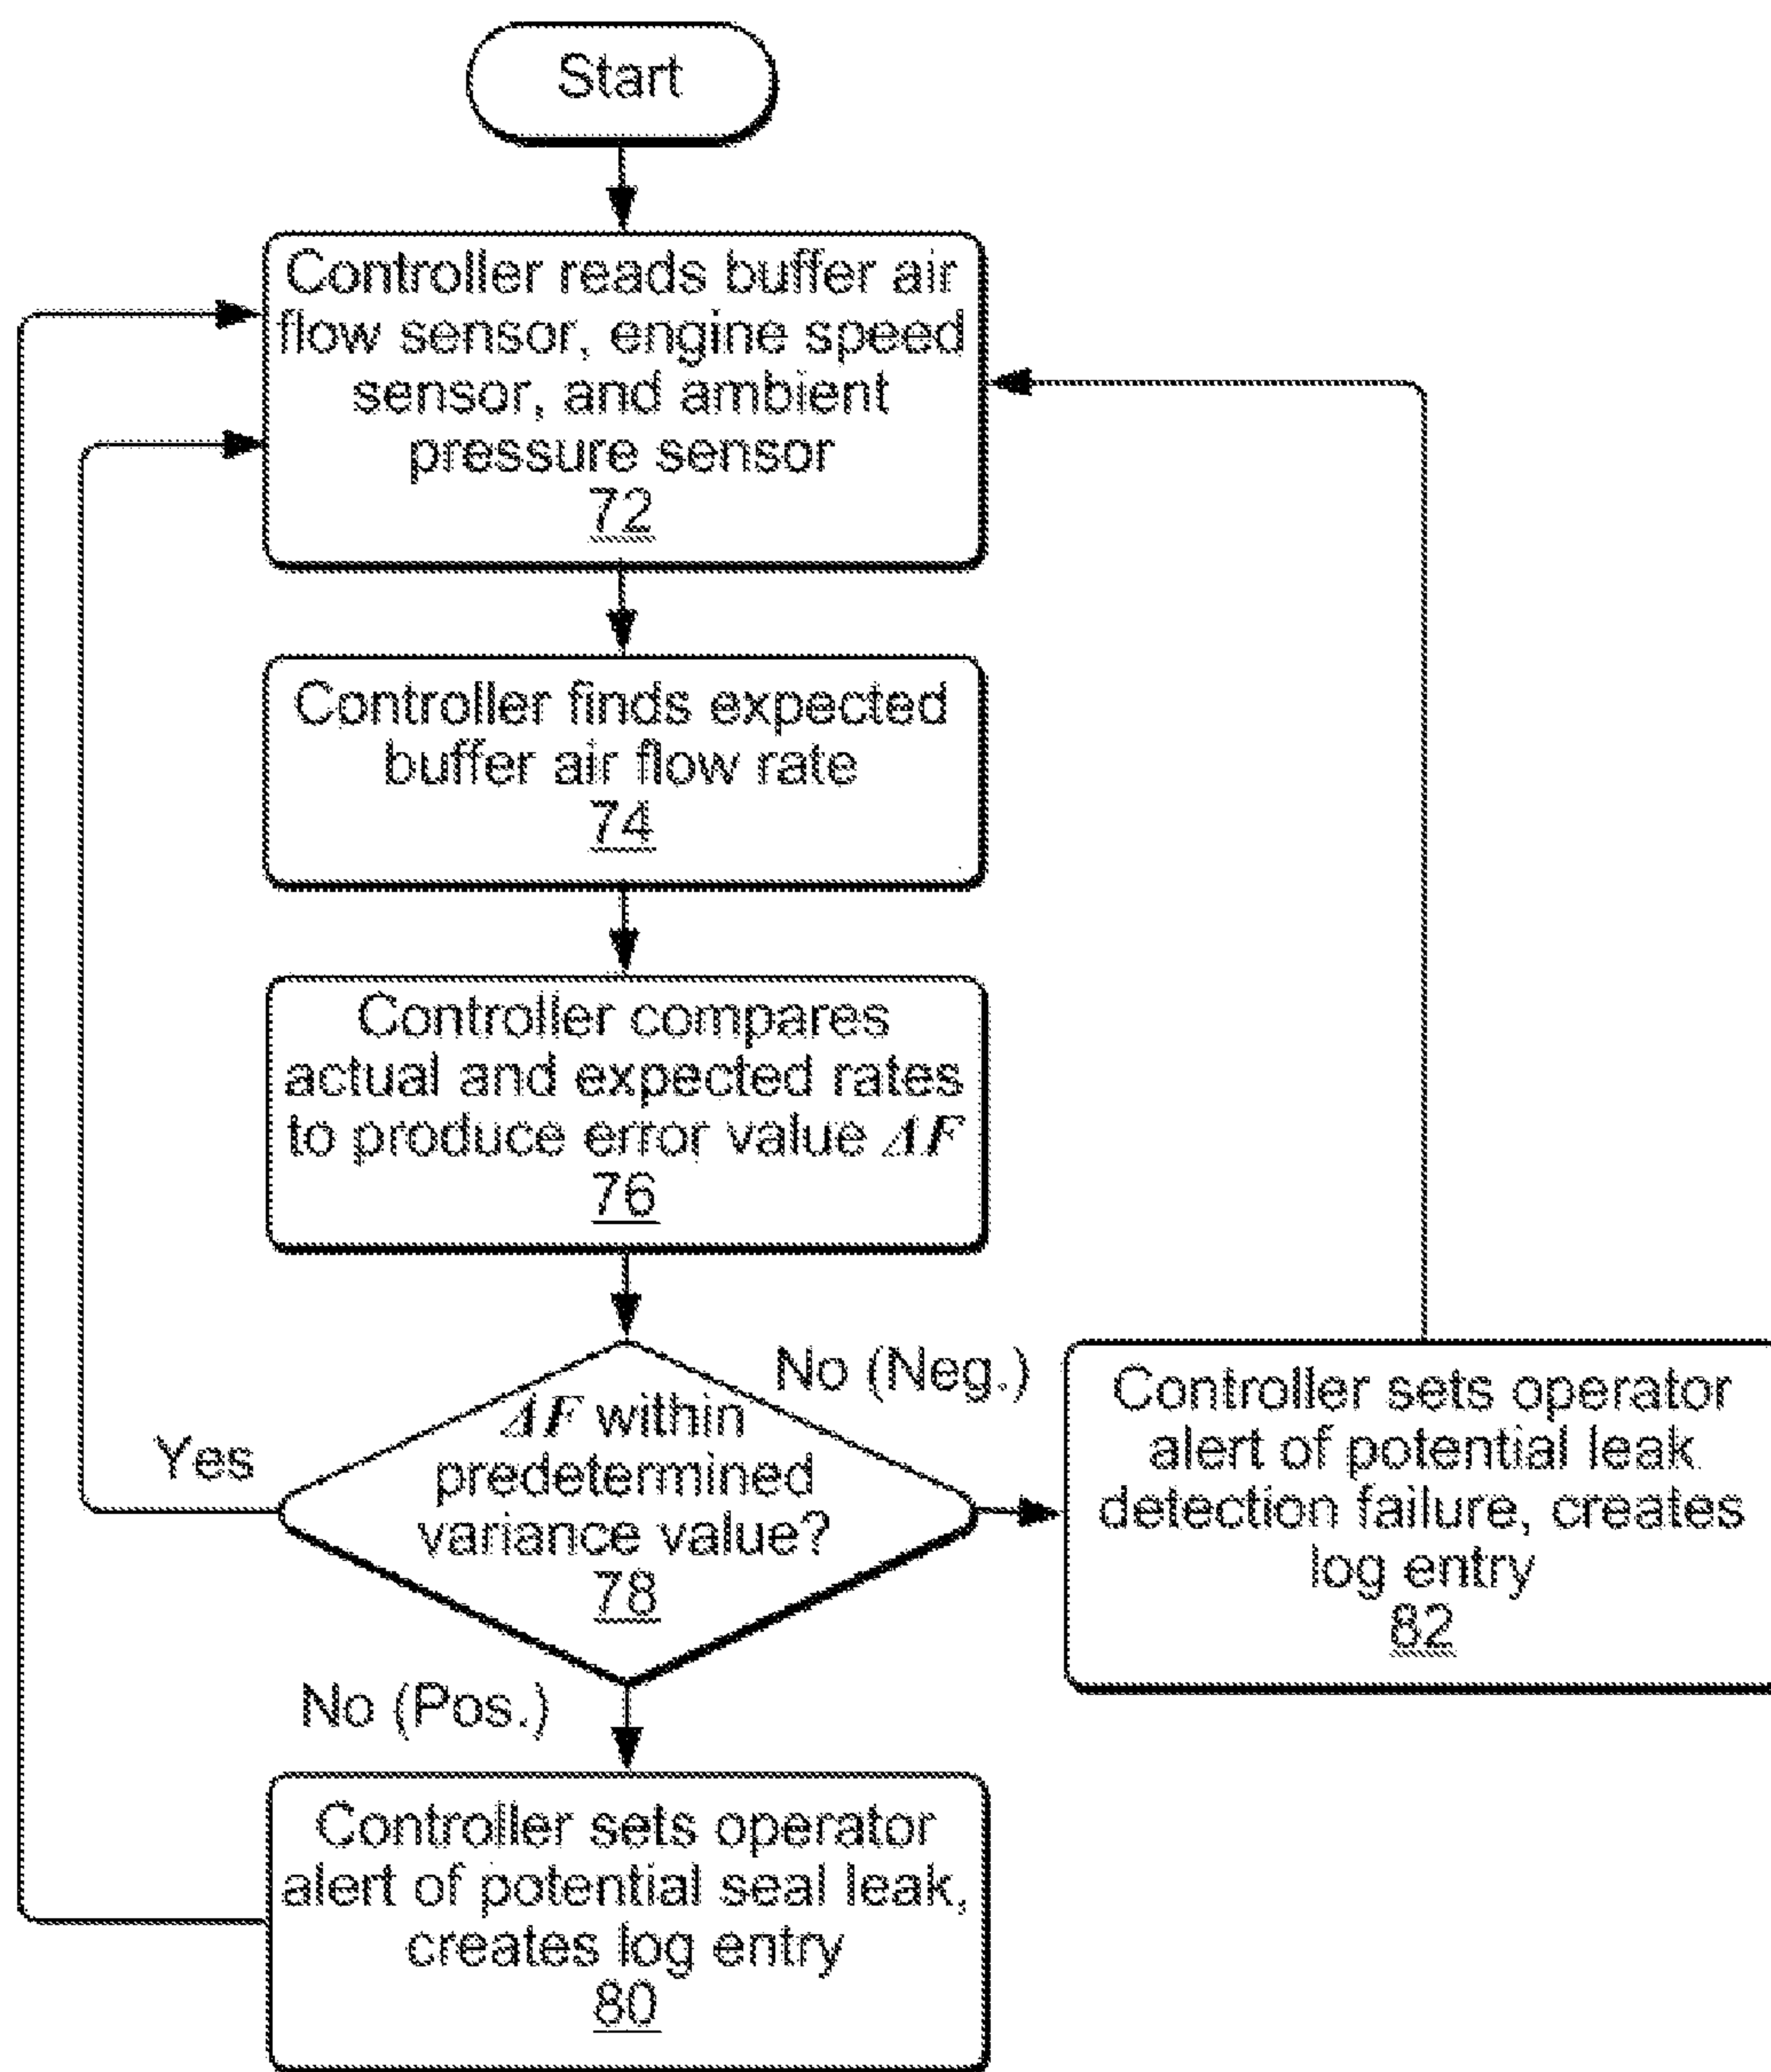 Start
Controller reads buffer air
flow sensor, engine speed
sensor, and ambient
pressure sensor
72
Controller finds expected
buffer air flow rate
74
Controller compares
actual and expected rates
to produce error value ΔF
76
No (Neg.)
Yes
ΔF within
predetermined
variance value?
78
Controller sets operator
alert of potential leak
detection failure, creates
log entry
82
No (Pos.)
Controller sets operator
alert of potential seal leak,
creates log entry
80